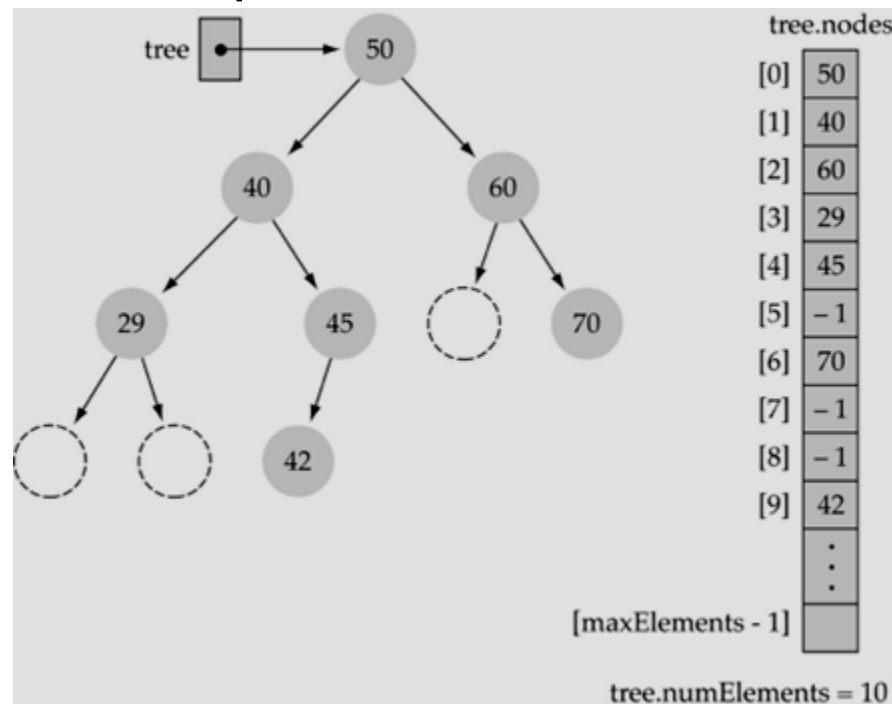 tree
50
40
60
29
45
70
42
tree.nodes
[0] 50
[1] 40
[2] 60
[3] 29
[4] 45
[5] – 1
[6] 70
[7] – 1
[8] – 1
[9] 42
[maxElements - 1]
tree.numElements = 10